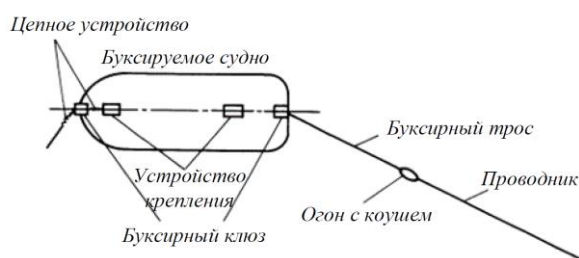 Цепное устройство
Буксируемое судно
Буксирный трос
Устройство
крепления
Проводник
Огон с коушем
Буксирный клюз